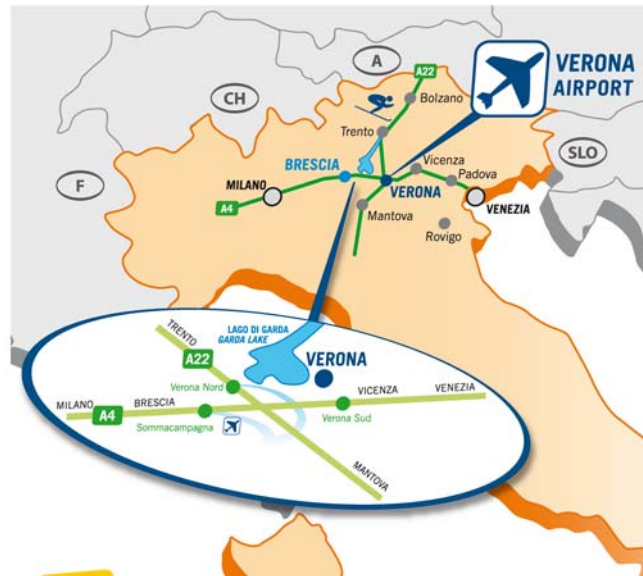 A
A22
VERONA
AIRPORT
Bolzano
CH
Trento
SLO
BRESCIA
Vicenza
Padova
F
MILANO
VERONA
VENEZIA
A4
Mantova
Rovigo
LAGO DI GARDA
GARDA LAKE
TRENTO
VERONA
A22
Verona Nord
MILANO
BRESCIA
VICENZA
VENEZIA
A4
Sommacampagna
Verona Sud
MANTOVA